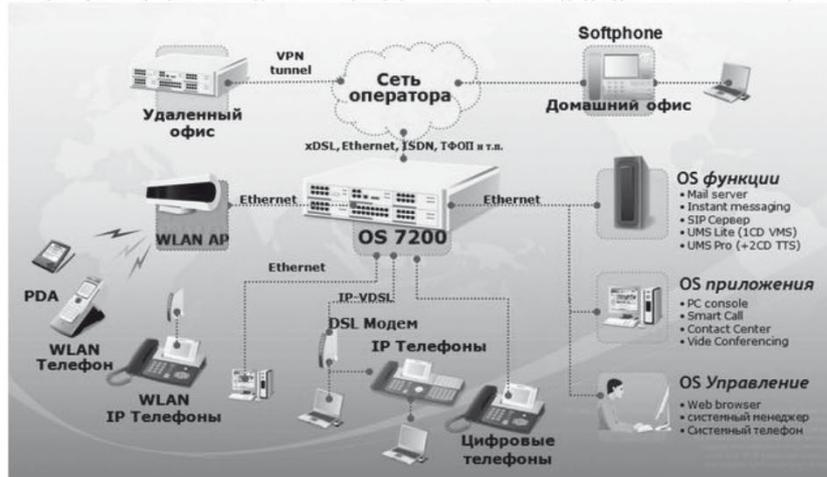 VPN
tunnel
Сеть
оператора
Softphone
Удаленный
офис
Домашний офис
xDSL, Ethernet, ISDN, ТФОП и т.п.
Ethernet
Ethernet
WLAN AP
OS 7200
OS функции
• Mail server
• Instant messaging
• SIP Сервер
• UMS Lite (1CD VMS)
• UMS Pro (+2CD TTS)
Ethernet
PDA
IP-VDSL
OS приложения
• PC console
• Smart Call
• Contact Center
• Vide Conferencing
DSL Модем
IP Телефоны
WLAN
Телефон
WLAN
IP Телефоны
OS Управление
• Web browser
• системный менеджер
• Системный телефон
Цифровые
телефоны